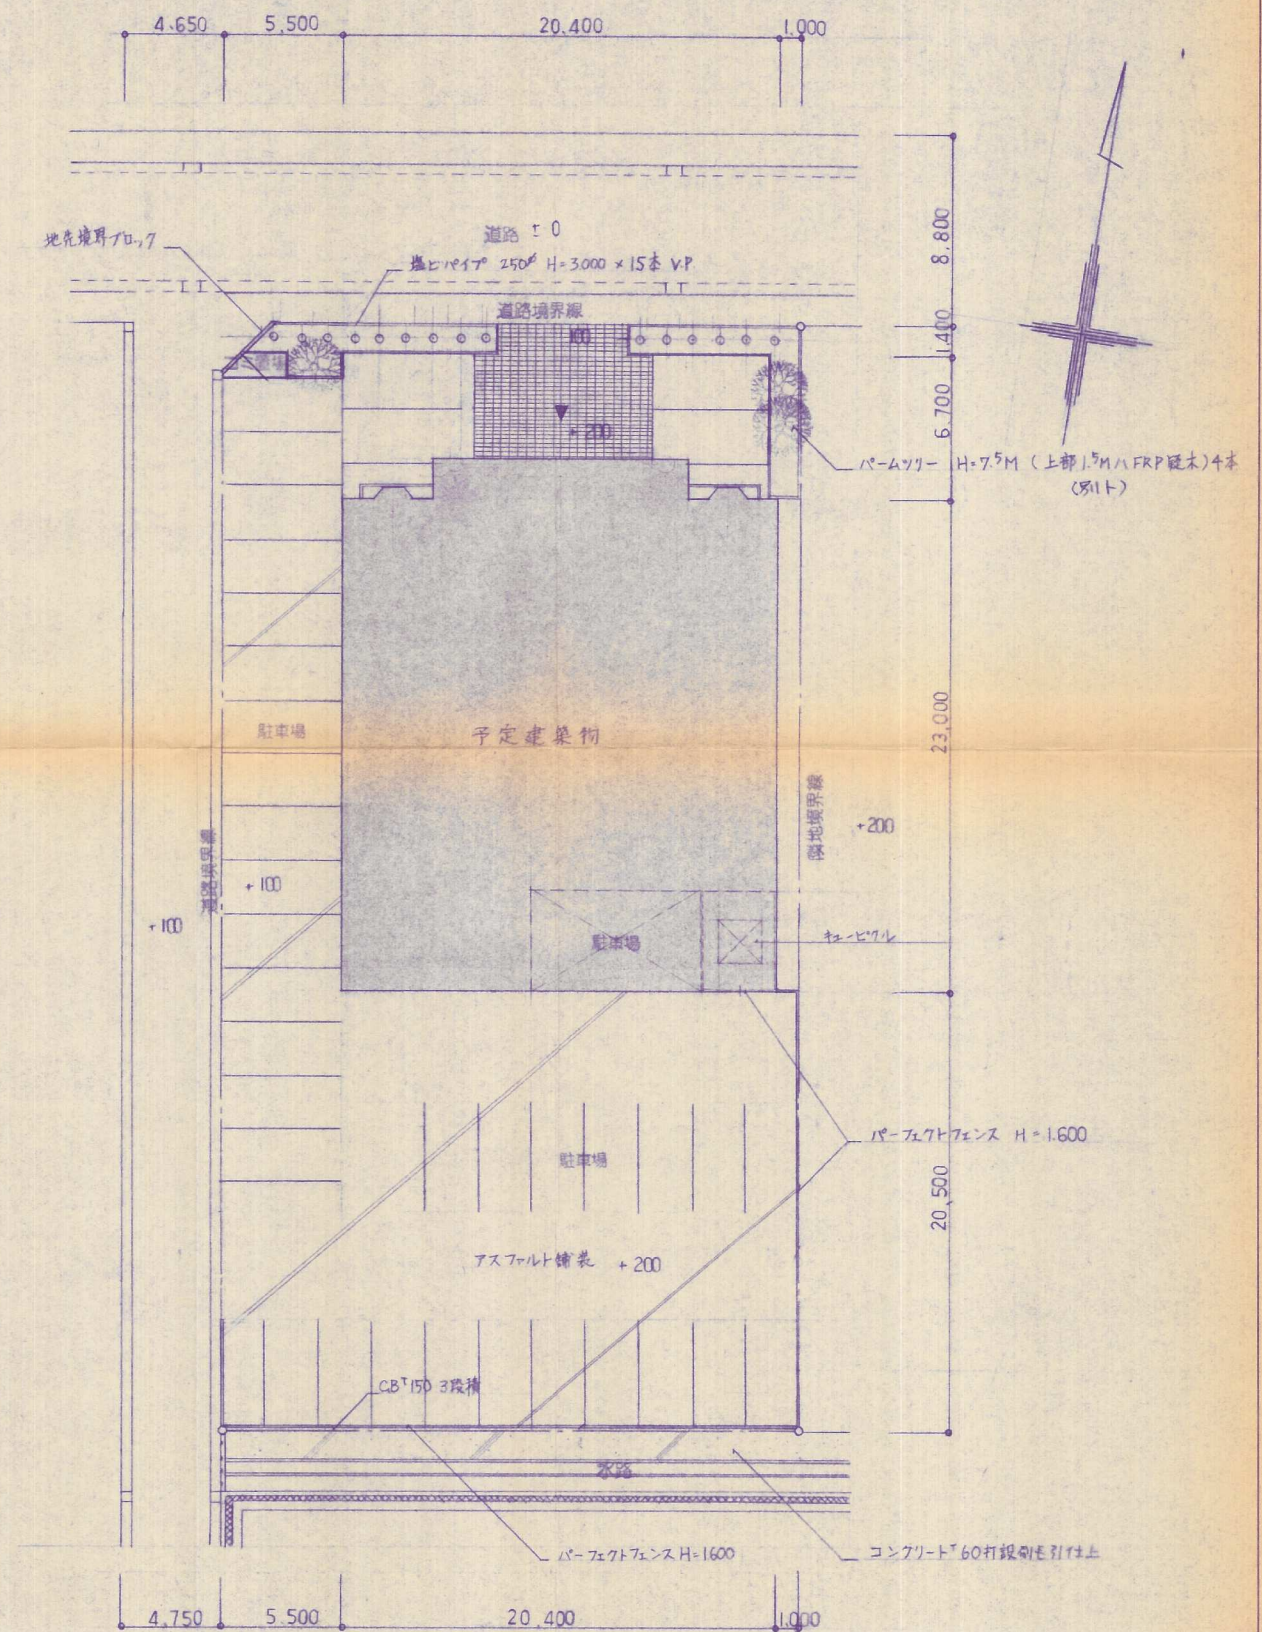 4.650
5,500
20,400
1,000
8,800
地先境界ブロック
道路 ±0
塩ビパイプ 250φ H=3000×15本 V.P
道路境界線
100
1,400
6,700
+200
パームツリー H=7.5M (上部1.5MハFRP疑木)4本
(別ト)
23,000
駐車場
予定建築物
隣地境界線
+200
道路境界線
+100
+100
駐車場
キュービクル
パーフェクトフェンス H=1.600
駐車場
20,500
アスファルト舗装 +200
C.B T150 3段積
水路
パーフェクトフェンス H=1600
コンクリートT60打設刷毛引仕上
4,750
5,500
20,400
1,000